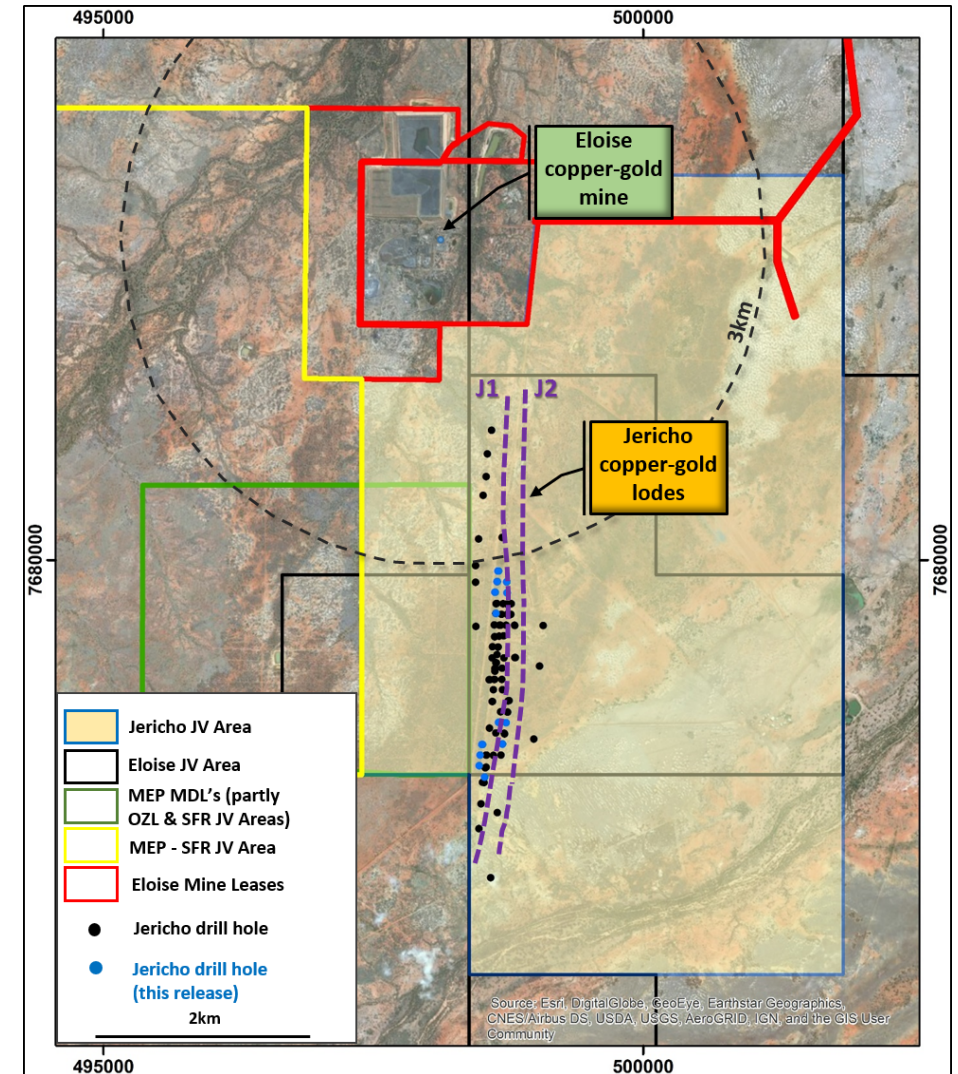 495000
500000
Eloise
copper-gold
mine
3km
J1
J2
Jericho
copper-gold
lodes
7680000
7680000
Jericho JV Area
Eloise JV Area
MEP MDL's (partly
OZL & SFR JV Areas)
MEP - SFR JV Area
Eloise Mine Leases
Jericho drill hole
Jericho drill hole
(this release)
2km
Source: Esri, DigitalGlobe, GeoEye, Earthstar Geographics,
CNES/Airbus DS, USDA, USGS, AeroGRID, IGN, and the GIS User
Community
495000
500000